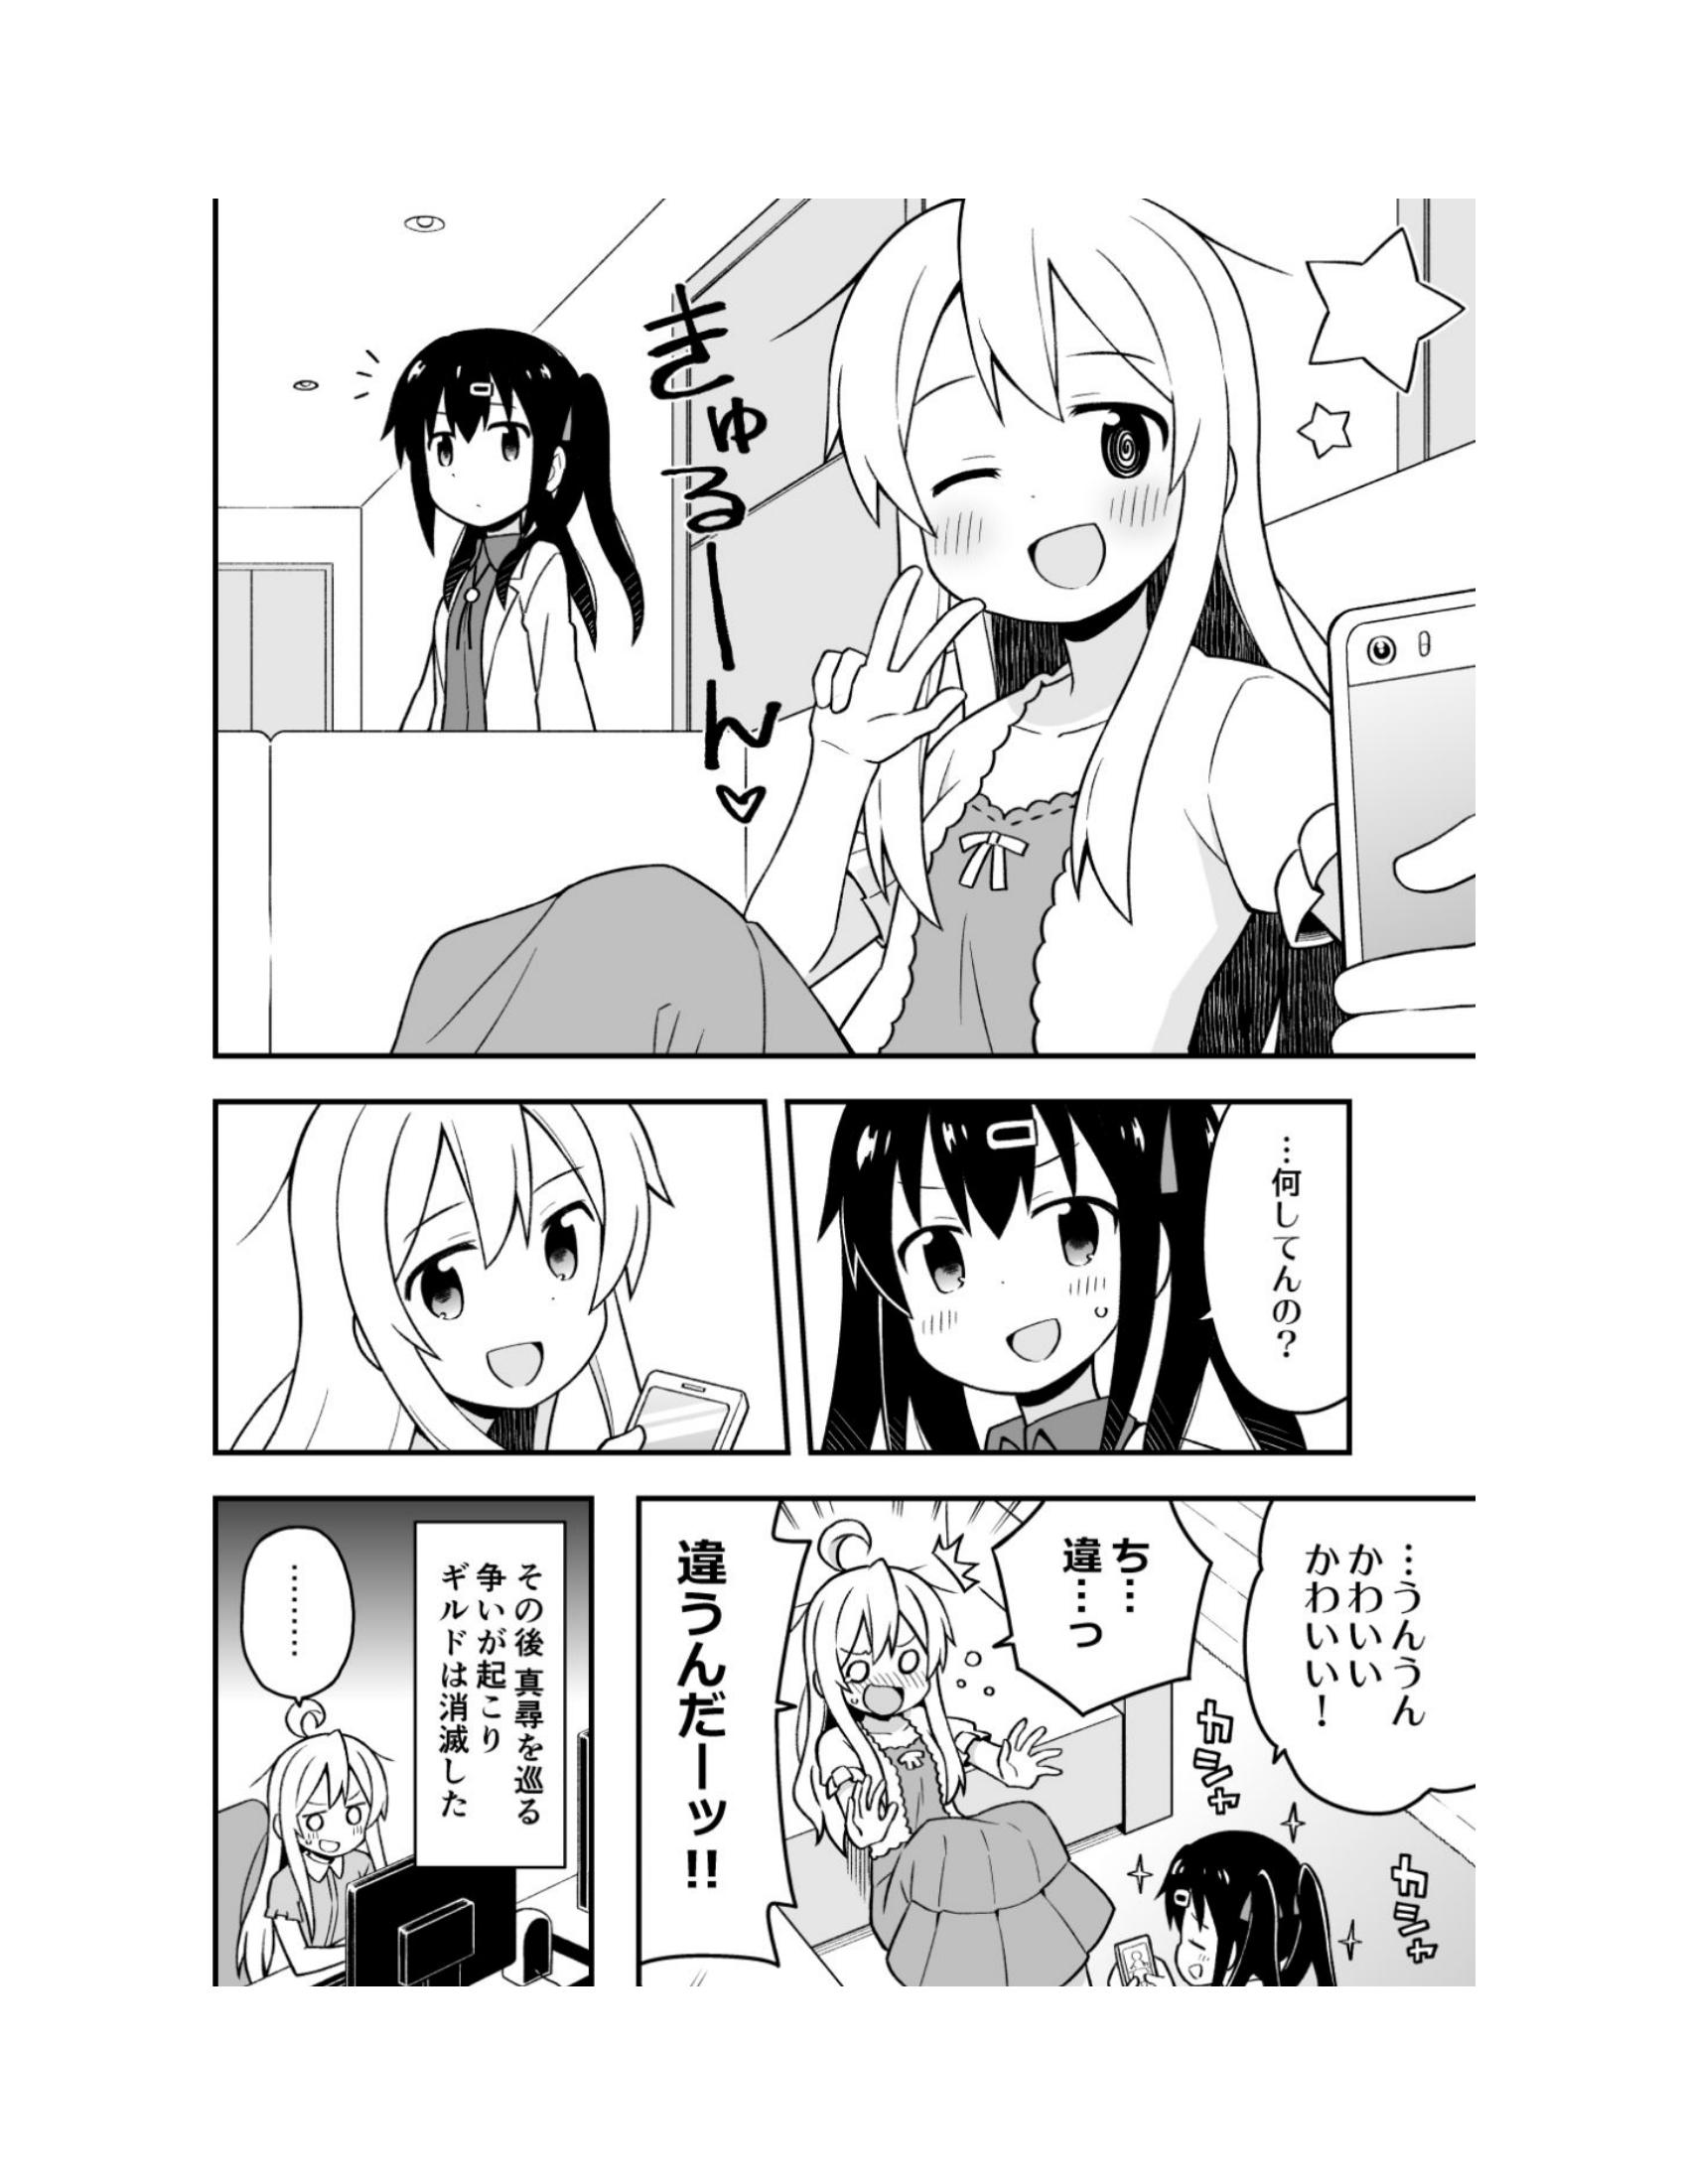 きゅるーん♡
…何してんの？
…うんうん
かわいい
かわいい！
カシャ
カシャ
ち…
違…っ
違うんだーッ!!
その後 真尋を巡る
争いが起こり
ギルドは消滅した
………